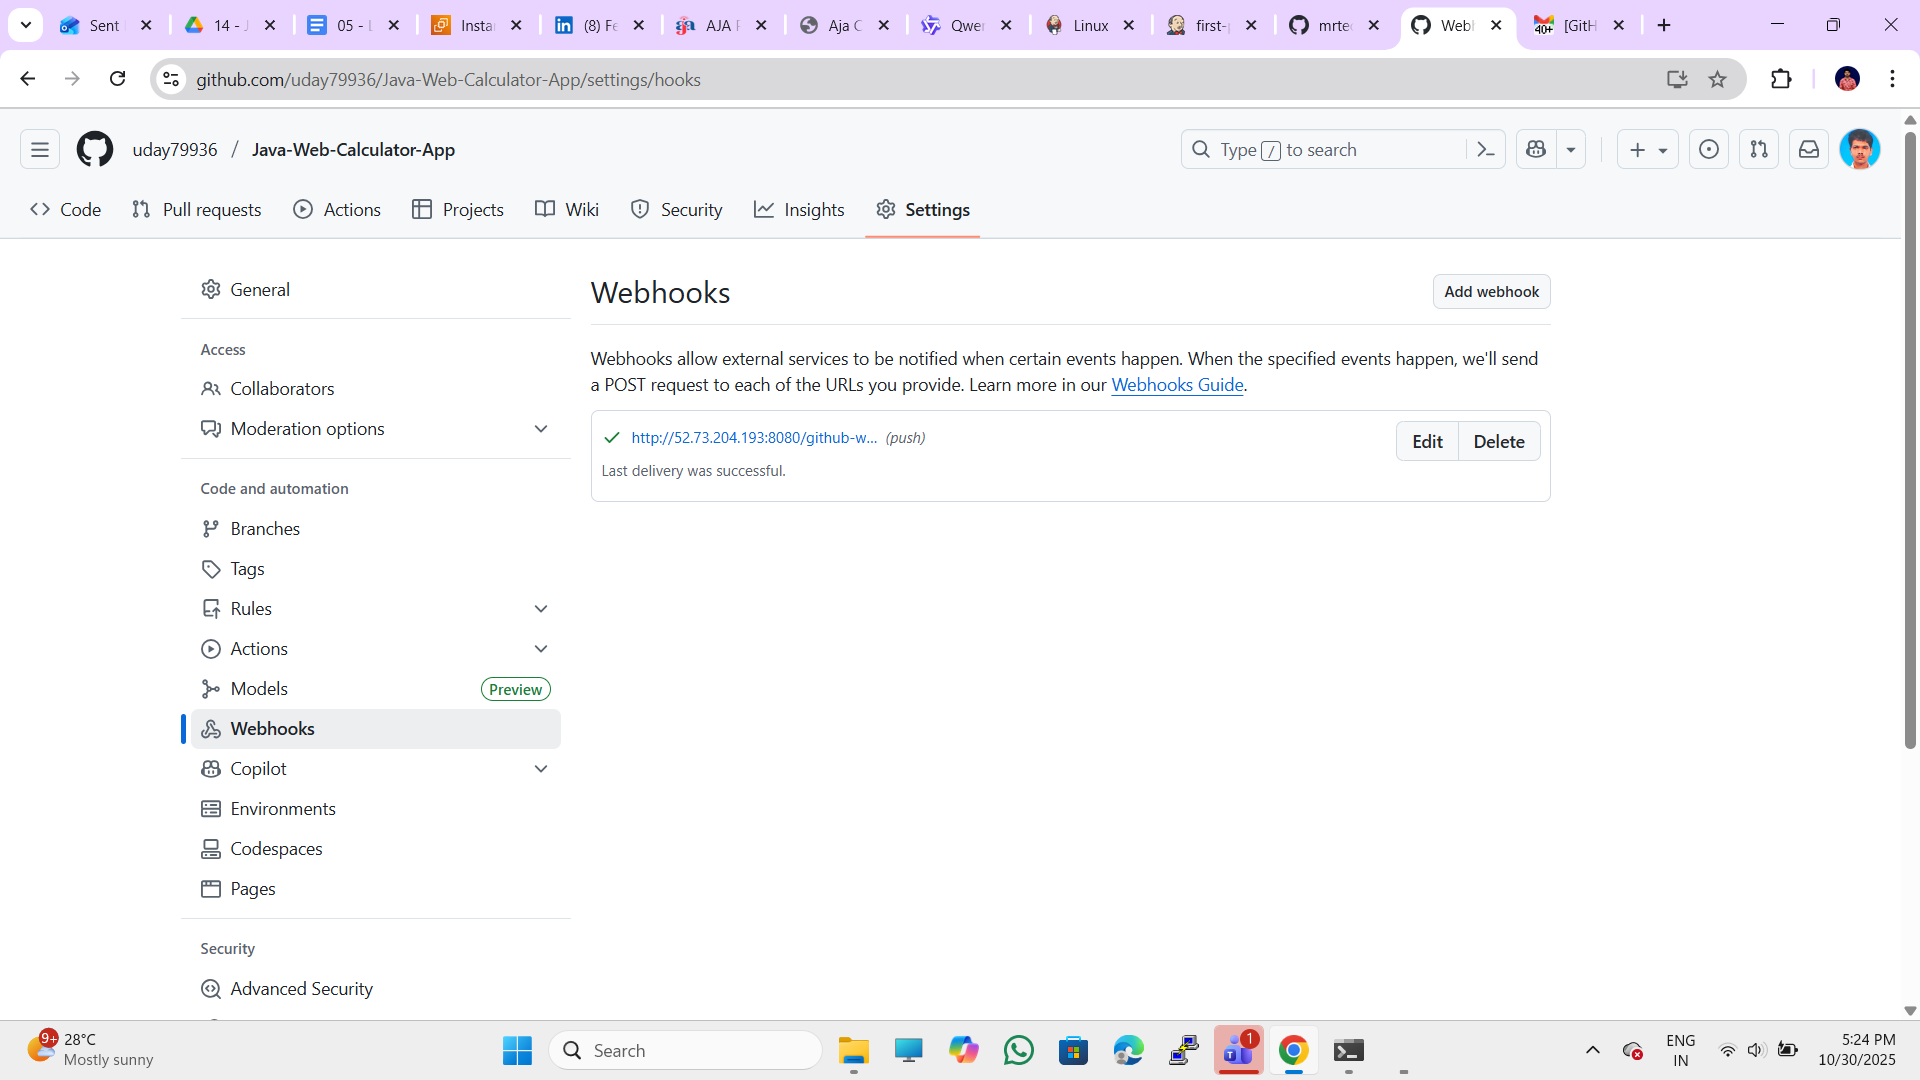 Sent
14 - J
05 - L
Insta
(8) Fe
AJA F
Aja C
Qwer
Linux
first-p
mrtec
Webh
40+
[GitH
github.com/uday79936/Java-Web-Calculator-App/settings/hooks
uday79936 / Java-Web-Calculator-App
Type / to search
Code
Pull requests
Actions
Projects
Wiki
Security
Insights
Settings
General
Access
Collaborators
Moderation options
Code and automation
Branches
Tags
Rules
Actions
Models
Preview
Webhooks
Copilot
Environments
Codespaces
Pages
Security
Advanced Security
Webhooks
Add webhook
Webhooks allow external services to be notified when certain events happen. When the specified events happen, we'll send
a POST request to each of the URLs you provide. Learn more in our Webhooks Guide.
http://52.73.204.193:8080/github-w... (push)
Edit
Delete
Last delivery was successful.
9+
28°C
Mostly sunny
Search
1
ENG
IN
5:24 PM
10/30/2025